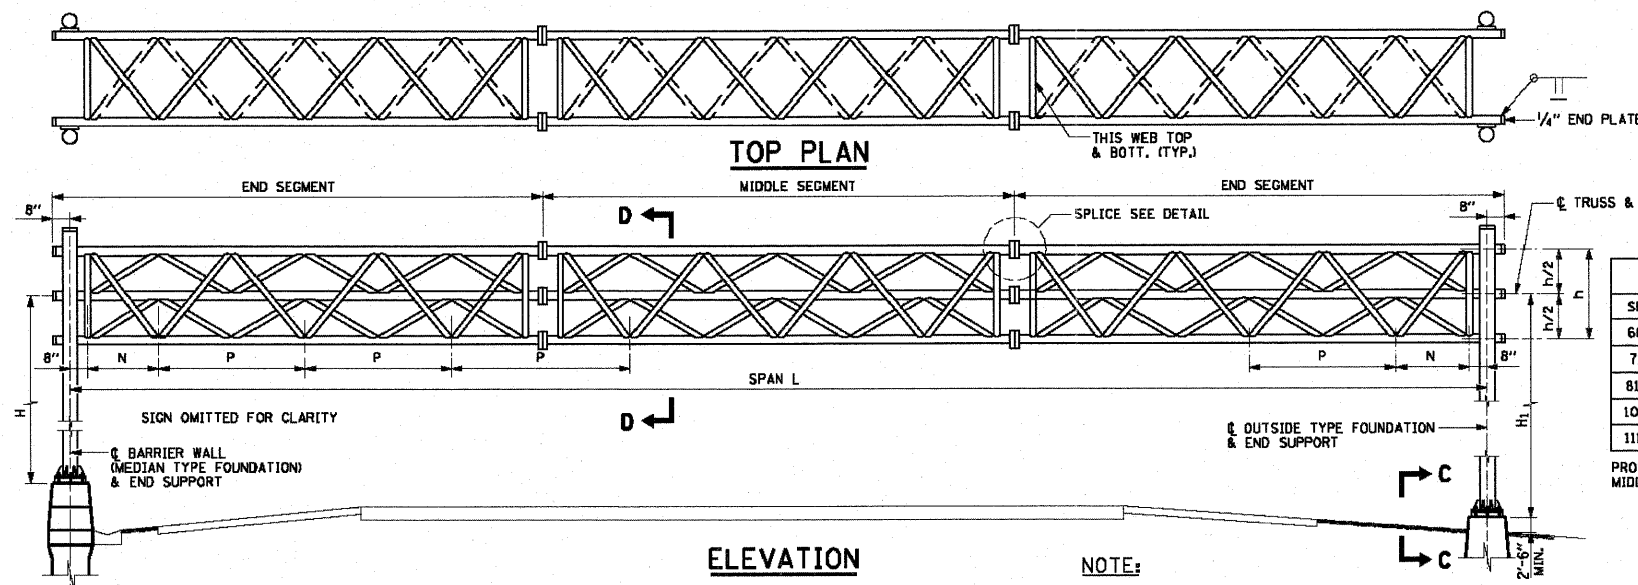 1/4" END PLATE
THIS WEB TOP
& BOTT. (TYP.)
TOP PLAN
END SEGMENT
MIDDLE SEGMENT
END SEGMENT
8"
D
SPLICE SEE DETAIL
8"
℄ TRUSS &
h/2
h
h/2
8"
N
P
P
P
P
N
8"
SPAN L
H
SIGN OMITTED FOR CLARITY
D
H1
℄ BARRIER WALL
(MEDIAN TYPE FOUNDATION)
& END SUPPORT
℄ OUTSIDE TYPE FOUNDATION
& END SUPPORT
C
C
2'-6"
MIN.
ELEVATION
NOTE:
PRO
MIDD